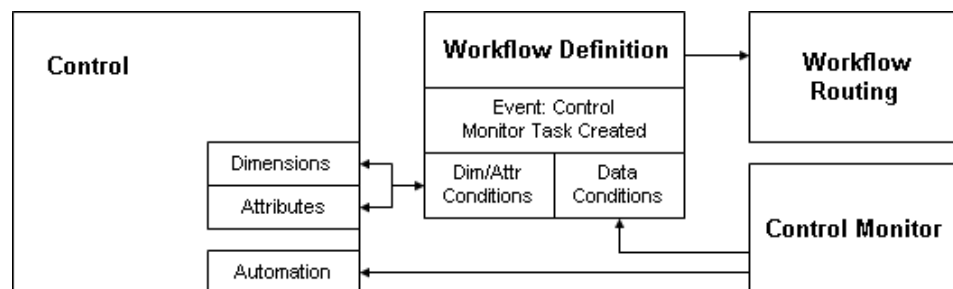 Control
Dimensions
Attributes
Automation
Workflow Definition
Event: Control
Monitor Task Created
Dim/Attr
Conditions
Data
Conditions
Workflow
Routing
Control Monitor